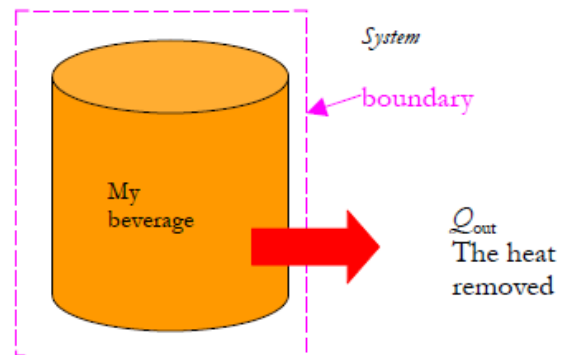 System
boundary
My
beverage
Qout
The heat
removed